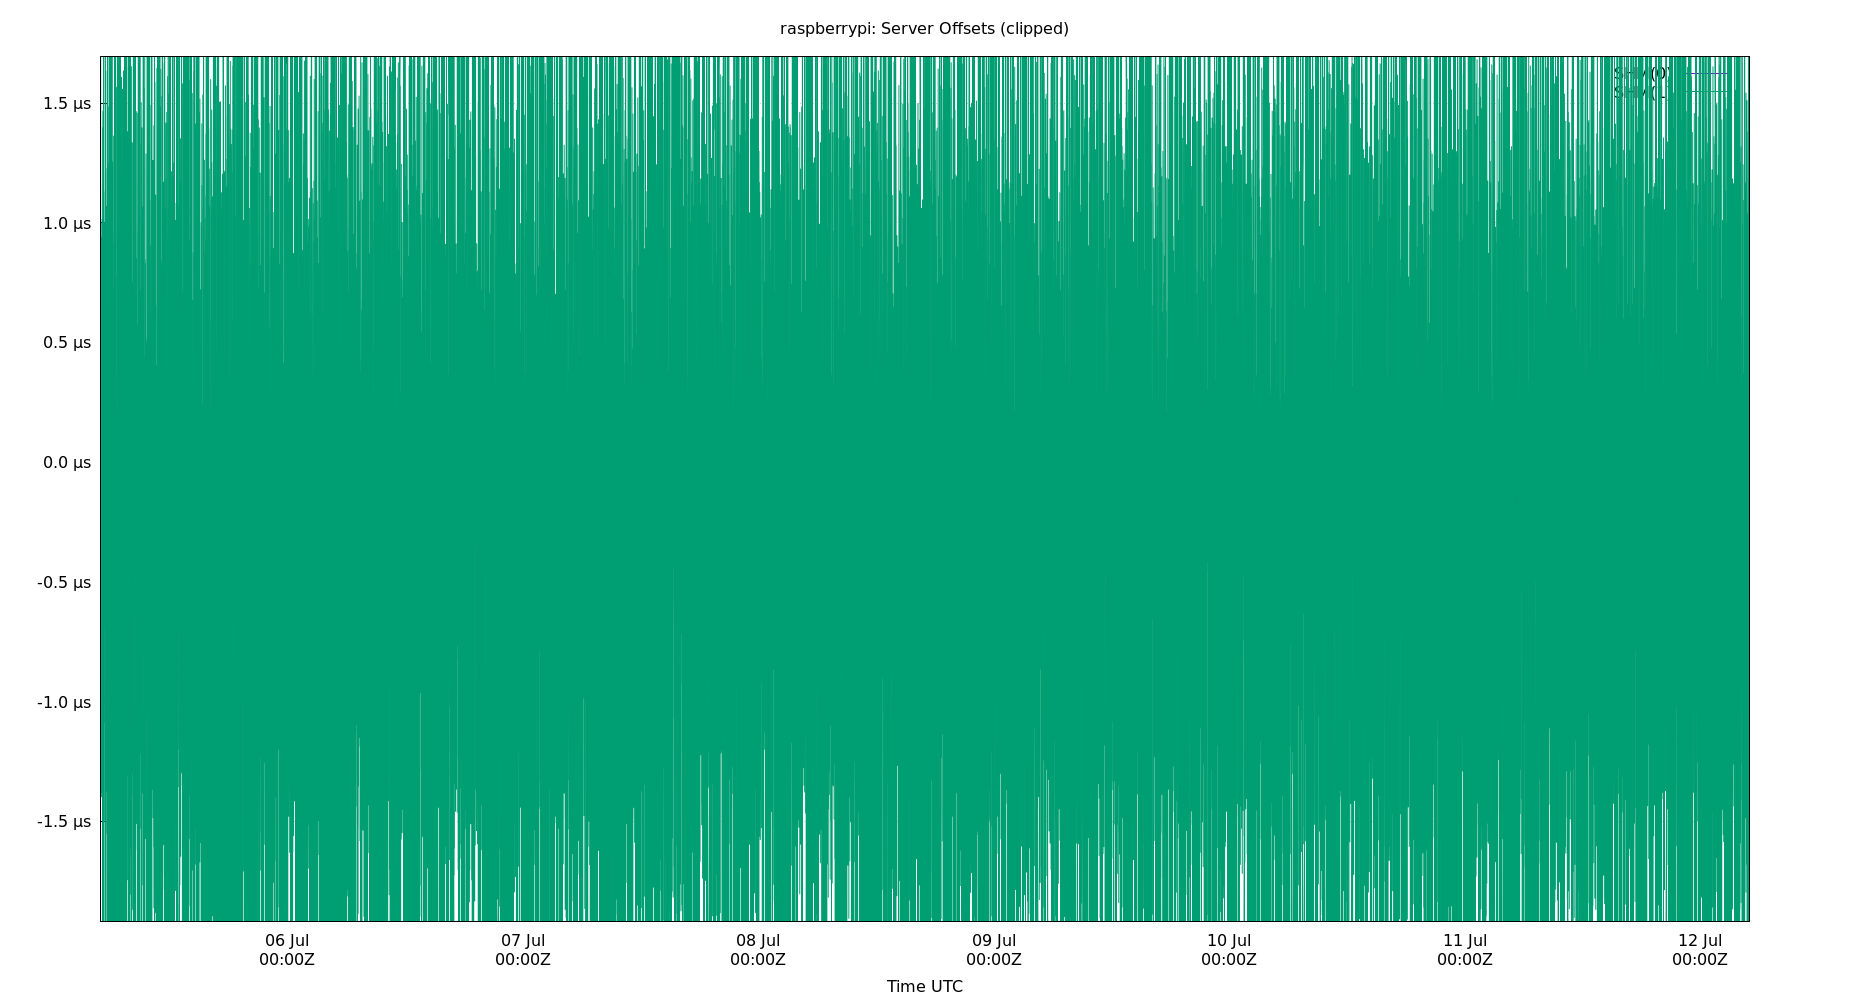 raspberrypi: Server Offsets (clipped)
1.5 µs
1.0 µs
0.5 µs
0.0 µs
-0.5 µs
-1.0 µs
-1.5 µs
06 Jul 00:00Z
07 Jul 00:00Z
08 Jul 00:00Z
09 Jul 00:00Z
10 Jul 00:00Z
11 Jul 00:00Z
12 Jul 00:00Z
Time UTC